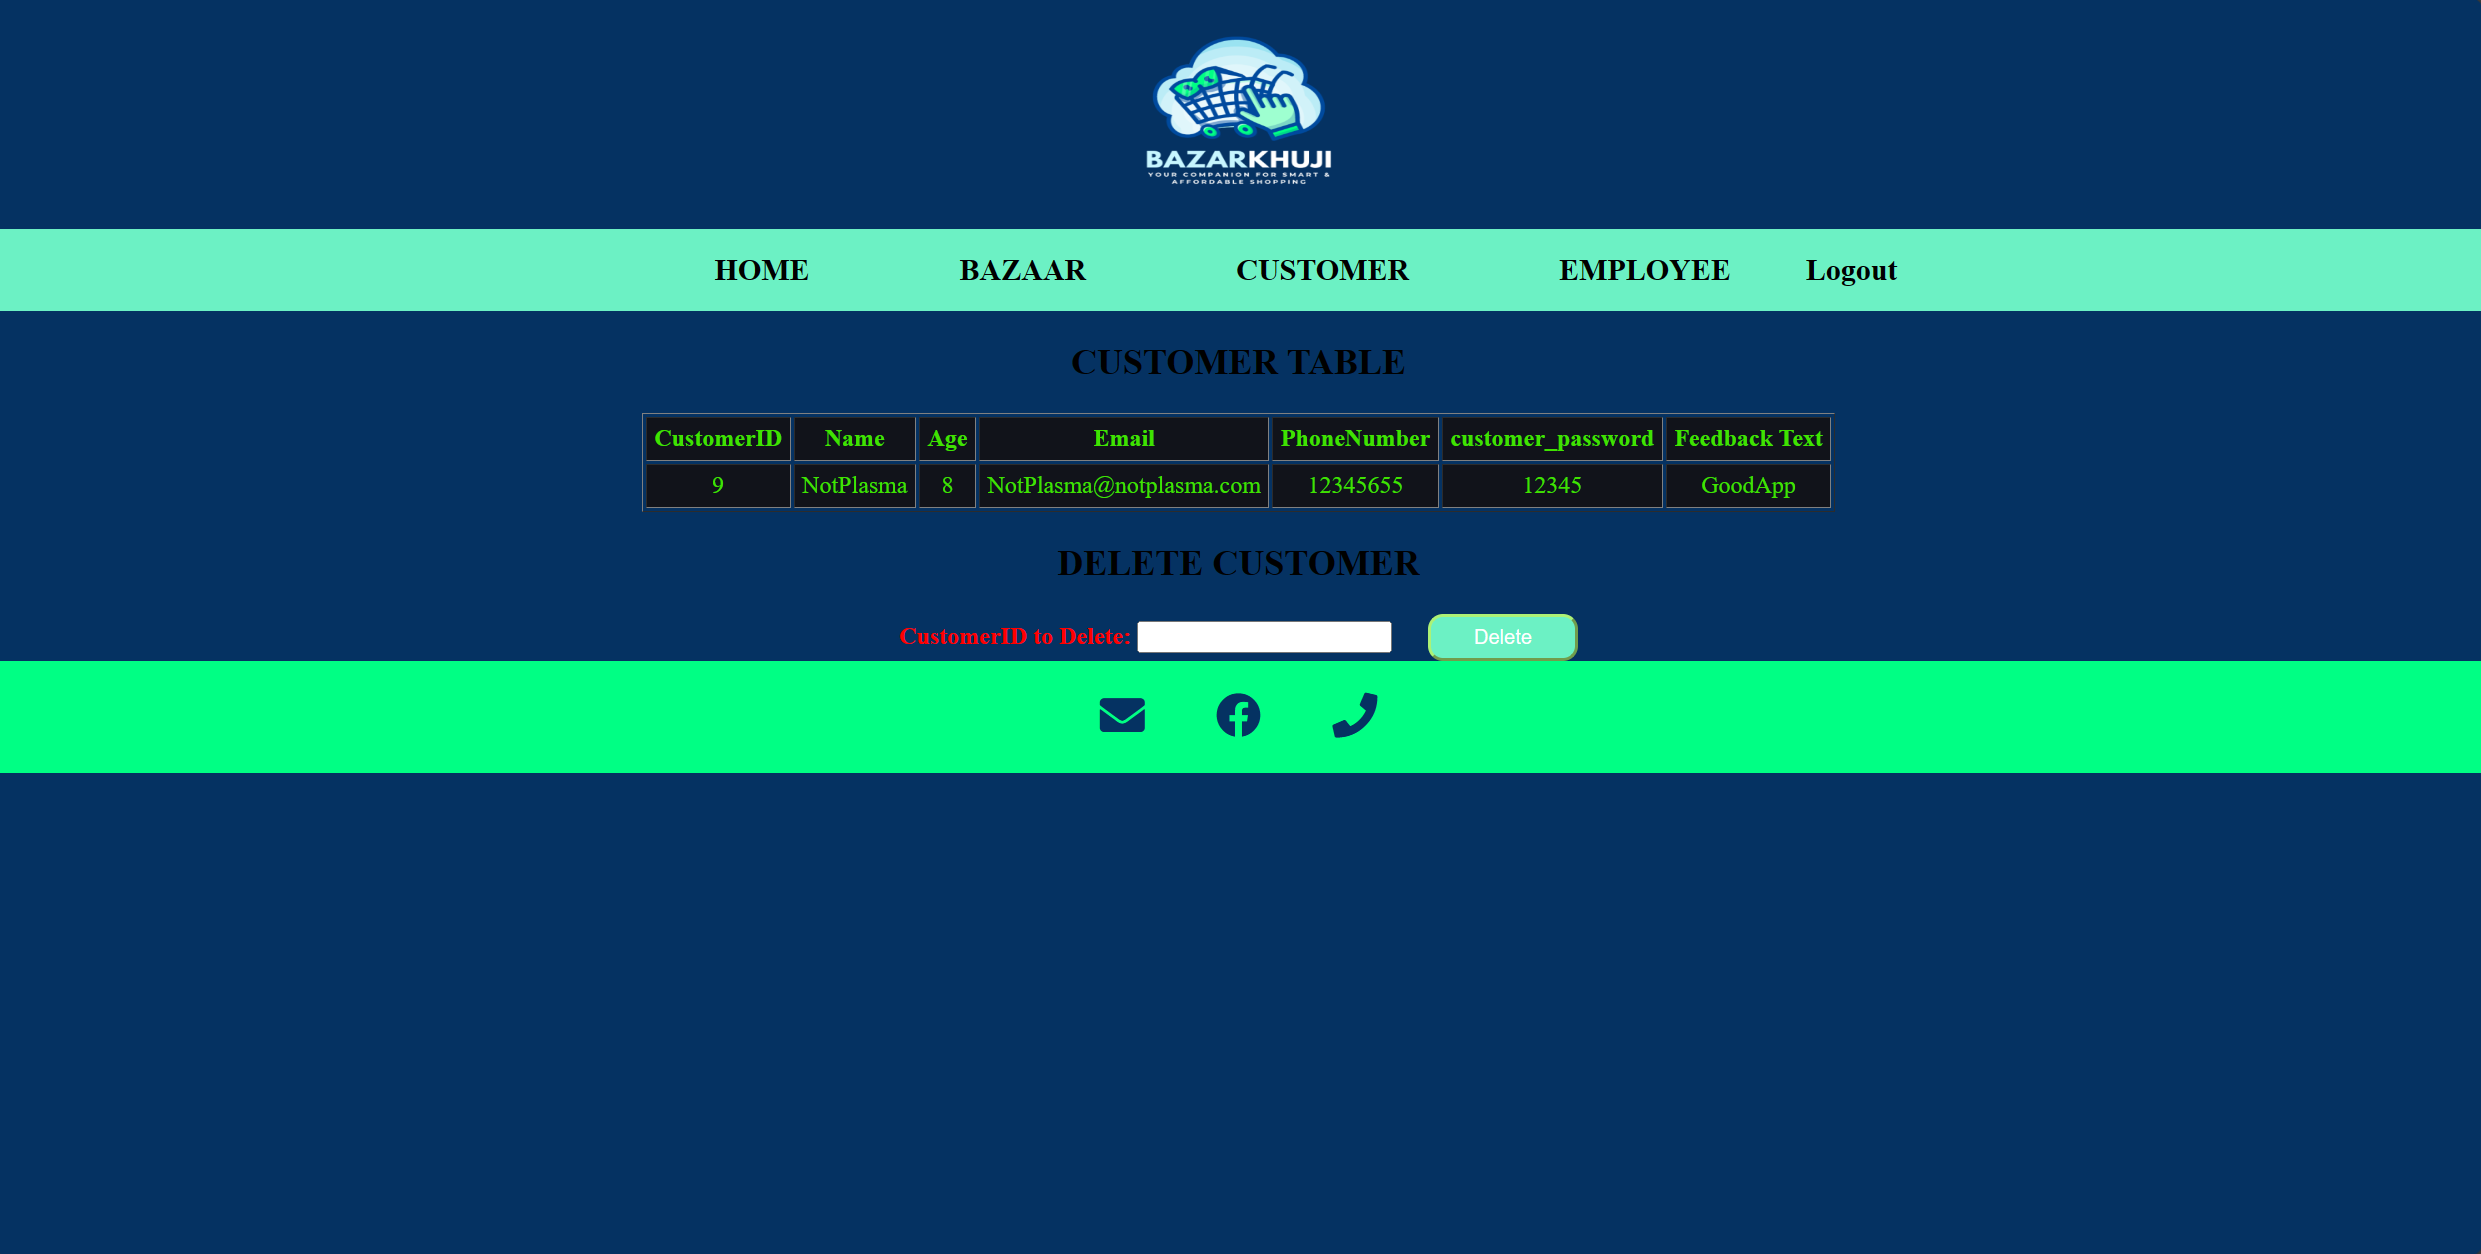 BAZARKHUJI
YOUR COMPANION FOR SMART &
AFFORDABLE SHOPPING
HOME BAZAAR CUSTOMER EMPLOYEE Logout
CUSTOMER TABLE
CustomerID Name Age Email PhoneNumber customer_password Feedback Text
9 NotPlasma 8 NotPlasma@notplasma.com 12345655 12345 GoodApp
DELETE CUSTOMER
CustomerID to Delete: Delete